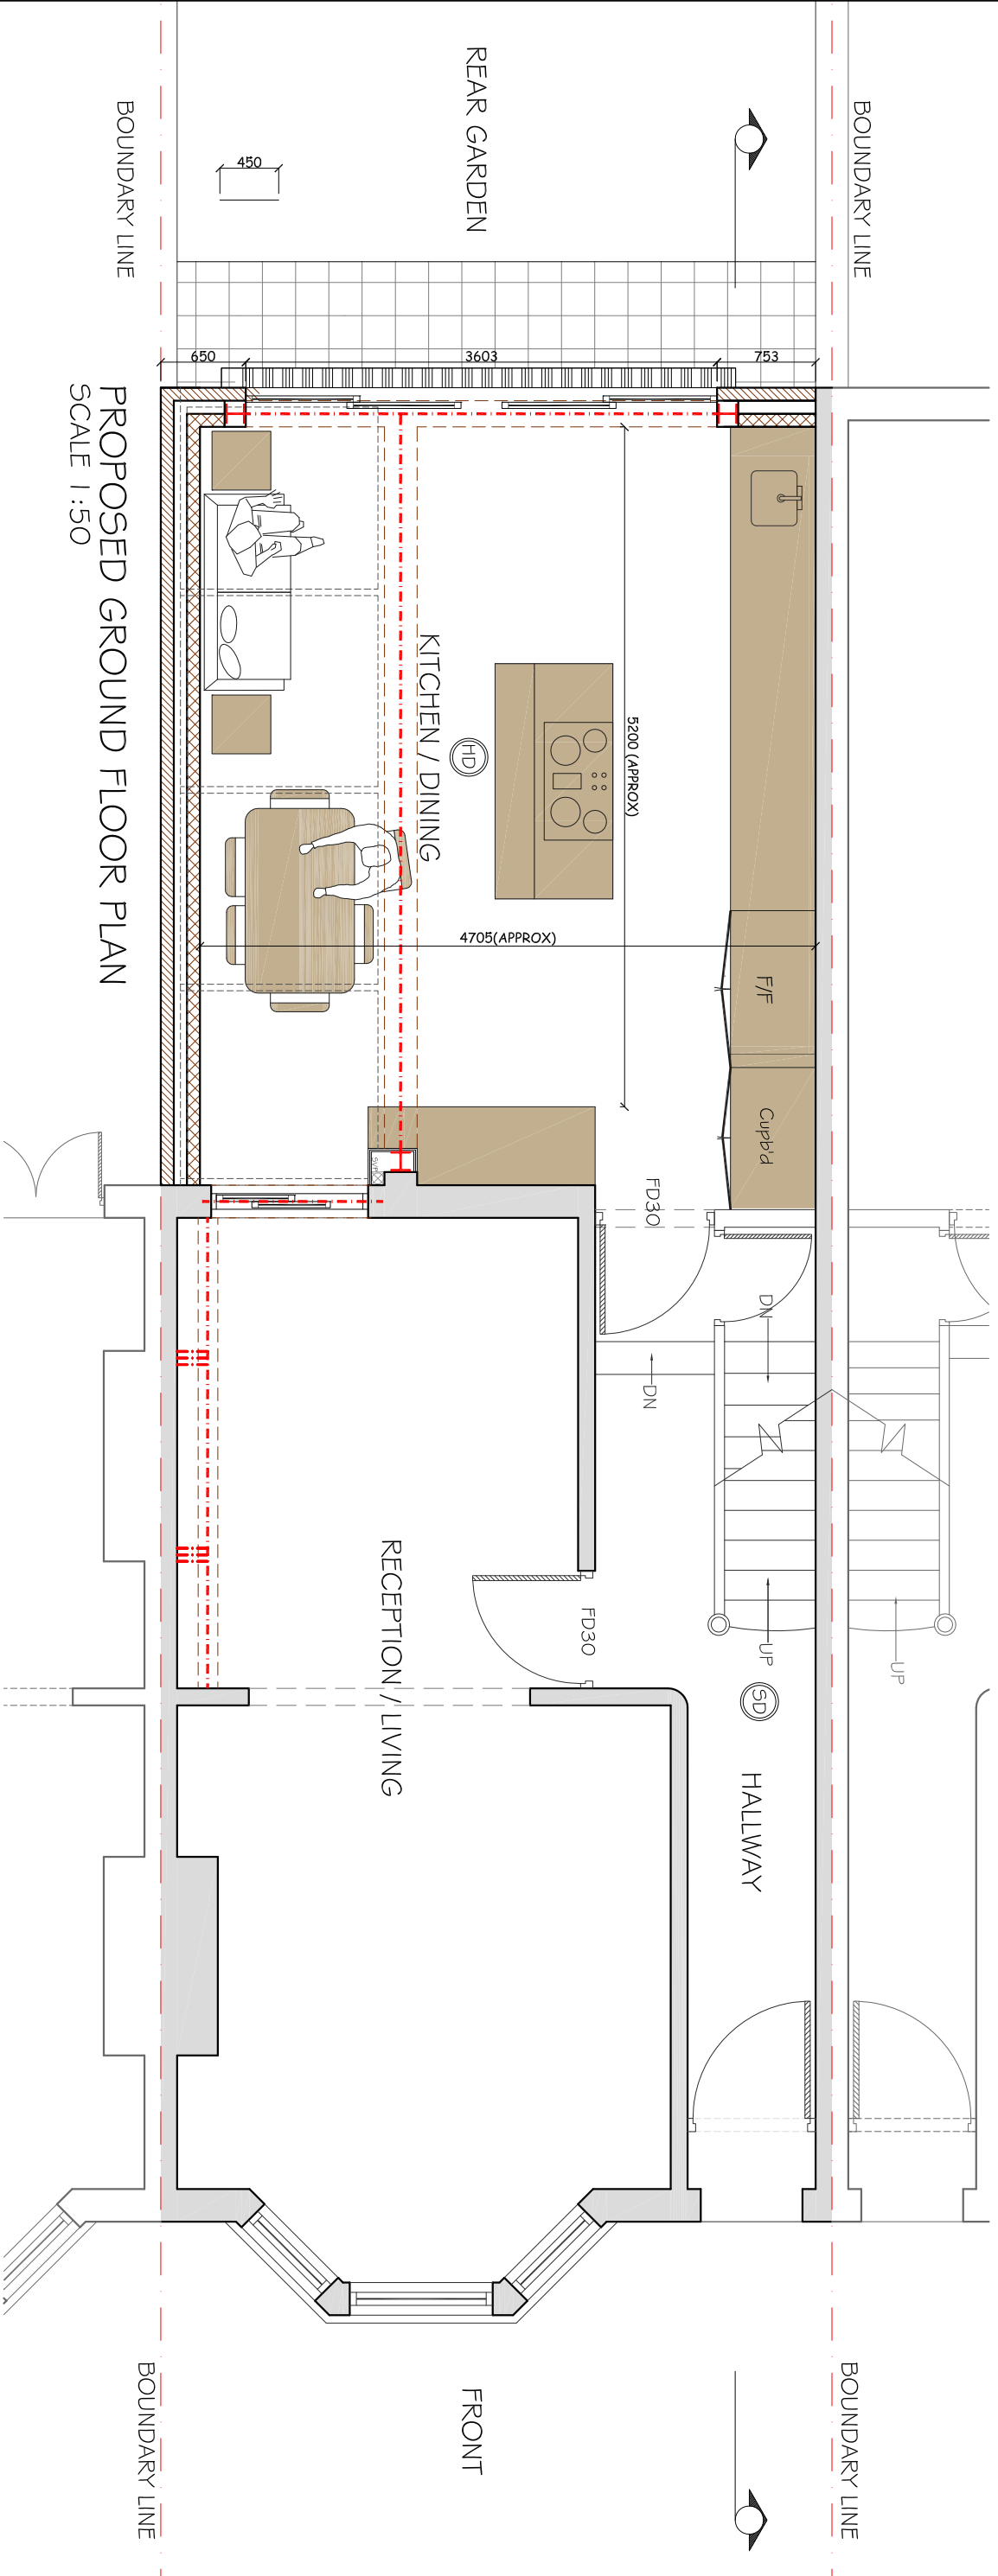 BOUNDARY LINE
REAR GARDEN
BOUNDARY LINE
450
650
3603
753
PROPOSED GROUND FLOOR PLAN
SCALE 1:50
KITCHEN / DINING
HD
5200 (APPROX)
4705(APPROX)
F/F
Cupb'd
FD30
DN
DN
FD30
UP
UP
SD
RECEPTION / LIVING
HALLWAY
BOUNDARY LINE
FRONT
BOUNDARY LINE